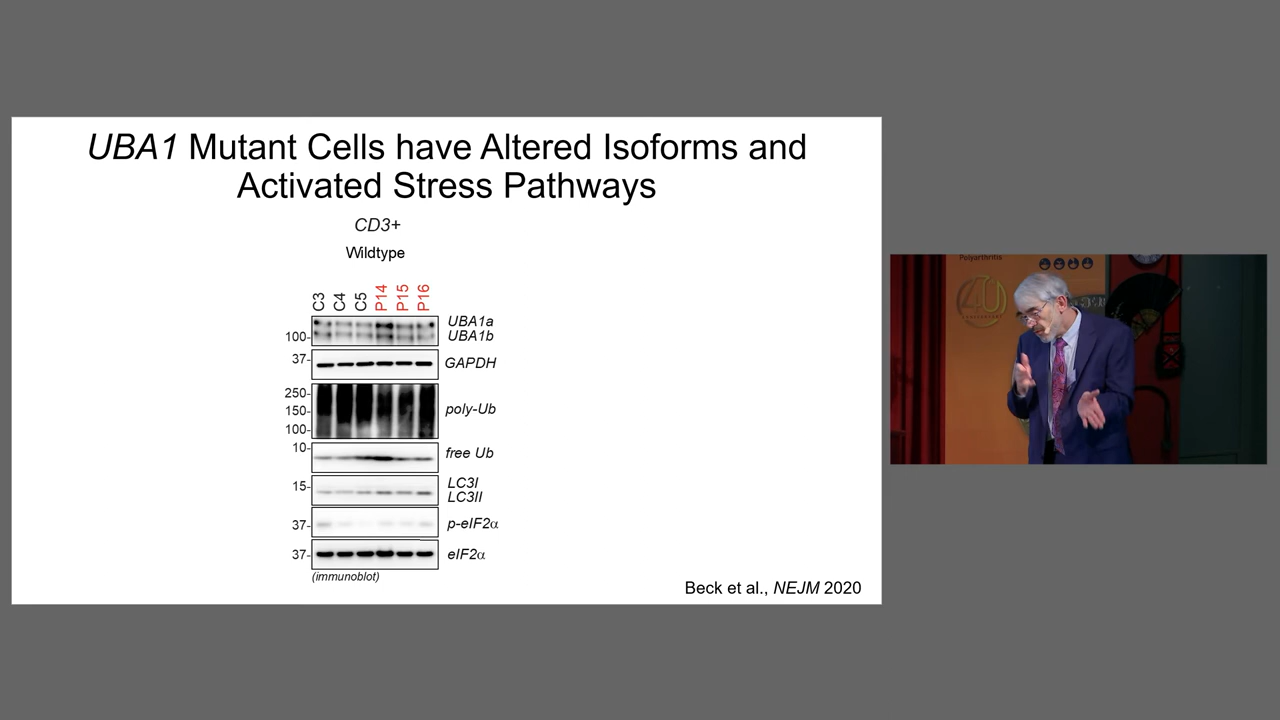 UBA1 Mutant Cells have Altered Isoforms and
Activated Stress Pathways
CD3+
Wildtype
C3 C4 C5 P14 P15 P16
UBA1a
100- UBA1b
37- GAPDH
250-
150- poly-Ub
100-
10- free Ub
15- LC3I
LC3II
37- p-eIF2α
37- eIF2α
(immunoblot)
Beck et al., NEJM 2020
Polyarthritis
4U